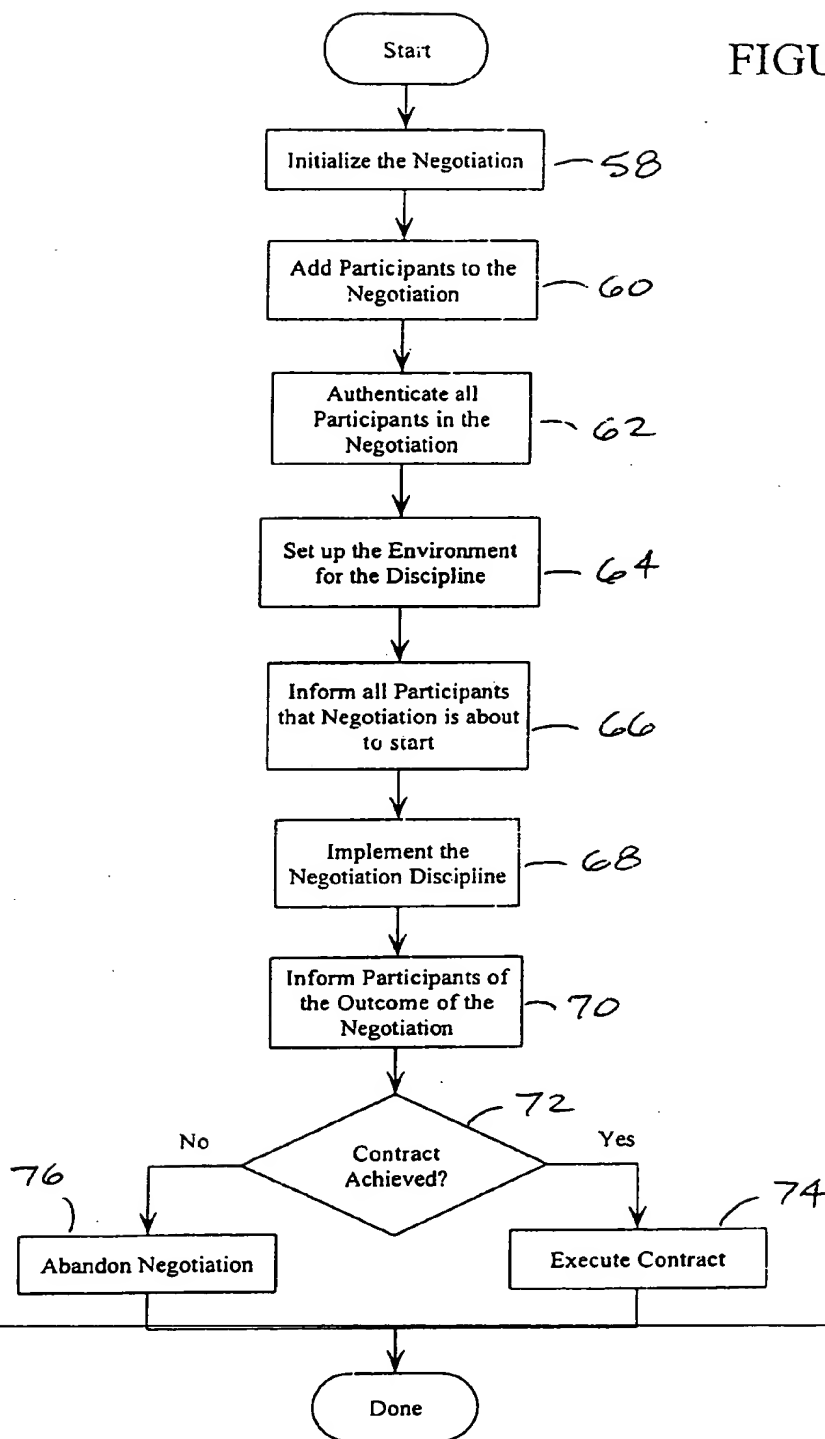 Start
FIGU
Initialize the Negotiation
58
Add Participants to the
Negotiation
60
Authenticate all
Participants in the
Negotiation
62
Set up the Environment
for the Discipline
64
Inform all Participants
that Negotiation is about
to start
66
Implement the
Negotiation Discipline
68
Inform Participants of
the Outcome of the
Negotiation
70
72
No
Contract
Achieved?
Yes
76
74
Abandon Negotiation
Execute Contract
Done